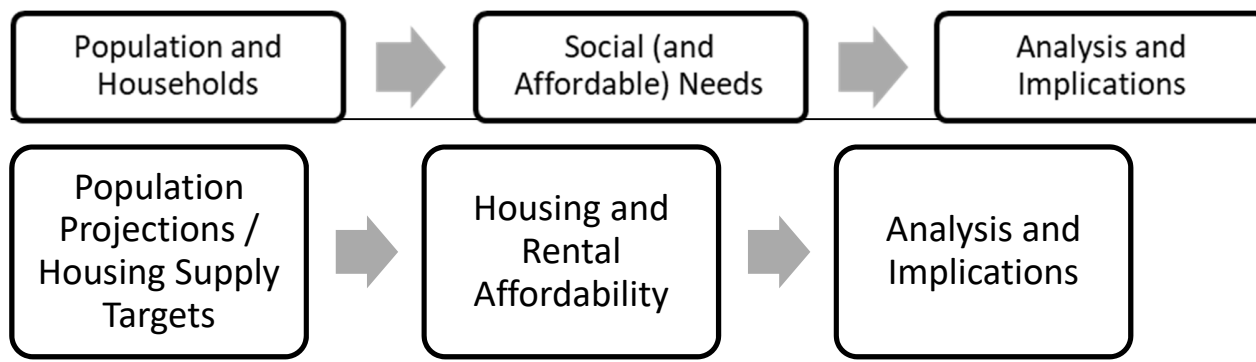 Population and
Households
Social (and
Affordable) Needs
Analysis and
Implications
Population
Projections /
Housing Supply
Targets
Housing and
Rental
Affordability
Analysis and
Implications